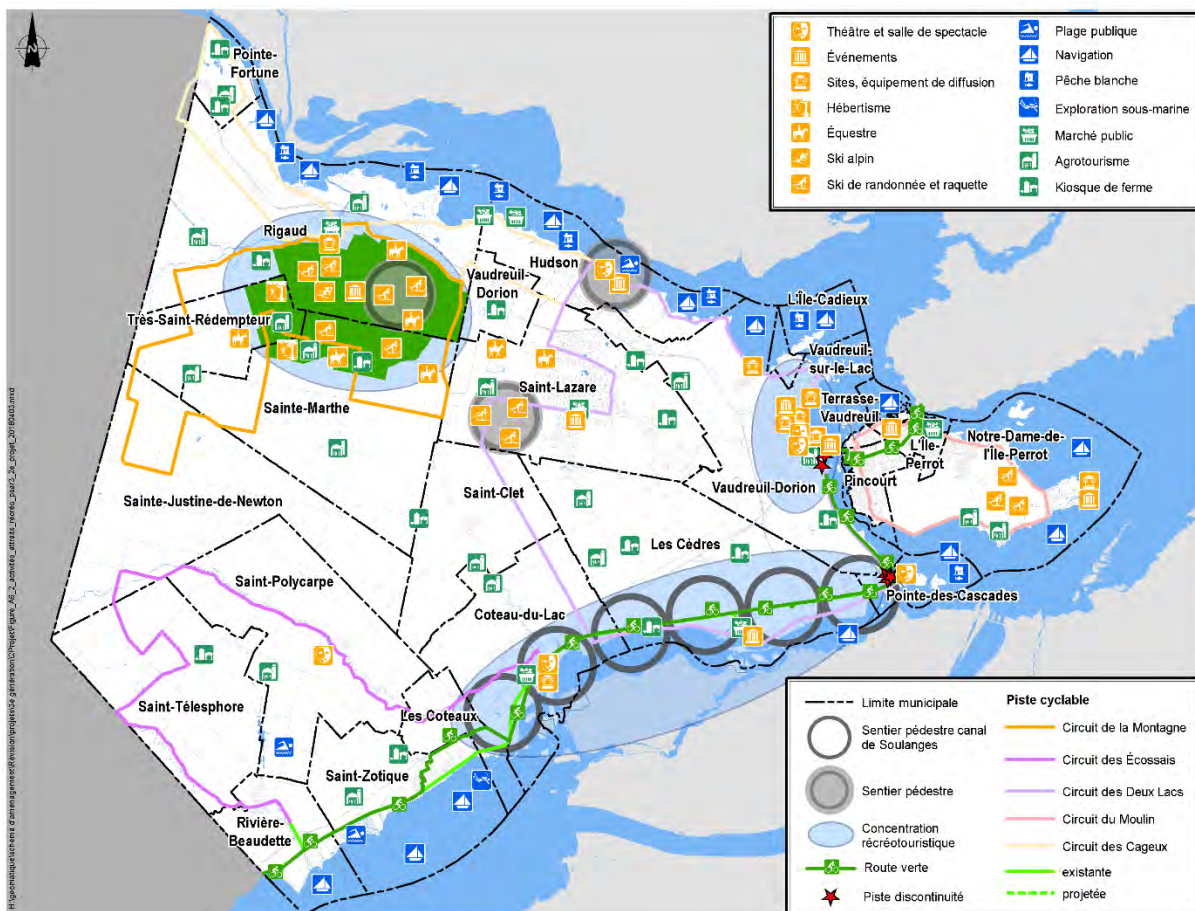 N
Pointe-
Fortune
Rigaud
Très-Saint-Rédempteur
Sainte-Marthe
Vaudreuil-
Dorion
Hudson
L'Île-Cadieux
Vaudreuil-
sur-le-Lac
Terrasse-
Vaudreuil
Saint-Lazare
L'Île-
Perrot
Notre-Dame-de-
l'Île-Perrot
Pincourt
Vaudreuil-Dorion
Sainte-Justine-de-Newton
Saint-Clet
Les Cèdres
Saint-Polycarpe
Coteau-du-Lac
Pointe-des-Cascades
Saint-Télesphore
Les Coteaux
Saint-Zotique
Rivière-
Beaudette
Théâtre et salle de spectacle
Événements
Sites, équipement de diffusion
Hébertisme
Équestre
Ski alpin
Ski de randonnée et raquette
Plage publique
Navigation
Pêche blanche
Exploration sous-marine
Marché public
Agrotourisme
Kiosque de ferme
Limite municipale
Sentier pédestre canal
de Soulanges
Sentier pédestre
Concentration
récréotouristique
Route verte
Piste discontinuité
Piste cyclable
Circuit de la Montagne
Circuit des Écossais
Circuit des Deux Lacs
Circuit du Moulin
Circuit des Cageux
existante
projetée